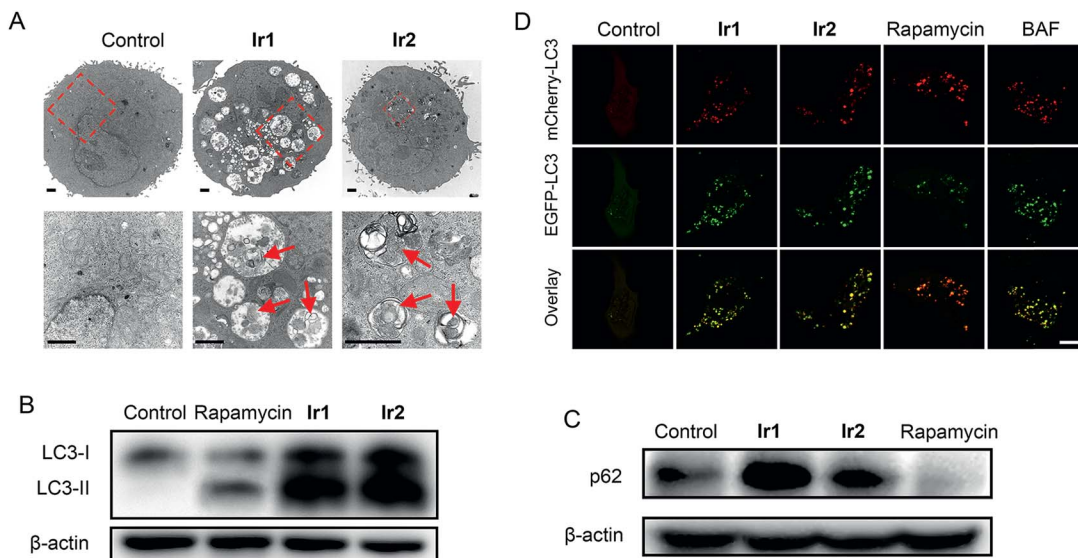 A
Control Ir1 Ir2
D
Control Ir1 Ir2 Rapamycin BAF
mCherry-LC3
EGFP-LC3
Overlay
B
Control Rapamycin Ir1 Ir2
LC3-I
LC3-II
β-actin
C
Control Ir1 Ir2 Rapamycin
p62
β-actin